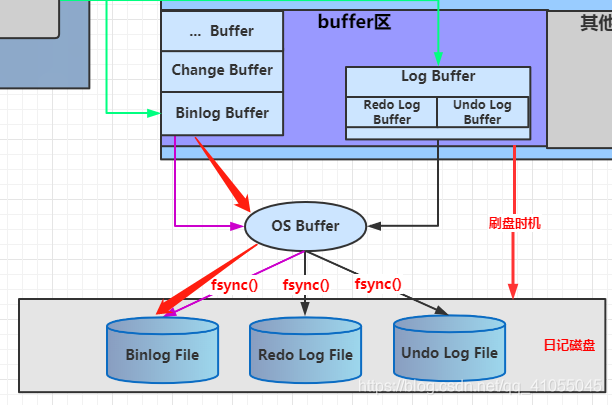 buffer区
其他
... Buffer
Change Buffer
Binlog Buffer
Log Buffer
Redo Log
Buffer
Undo Log
Buffer
OS Buffer
刷盘时机
fsync()
fsync()
fsync()
日记磁盘
Binlog File
Redo Log File
Undo Log File
https://blog.csdn.net/qq_41055045